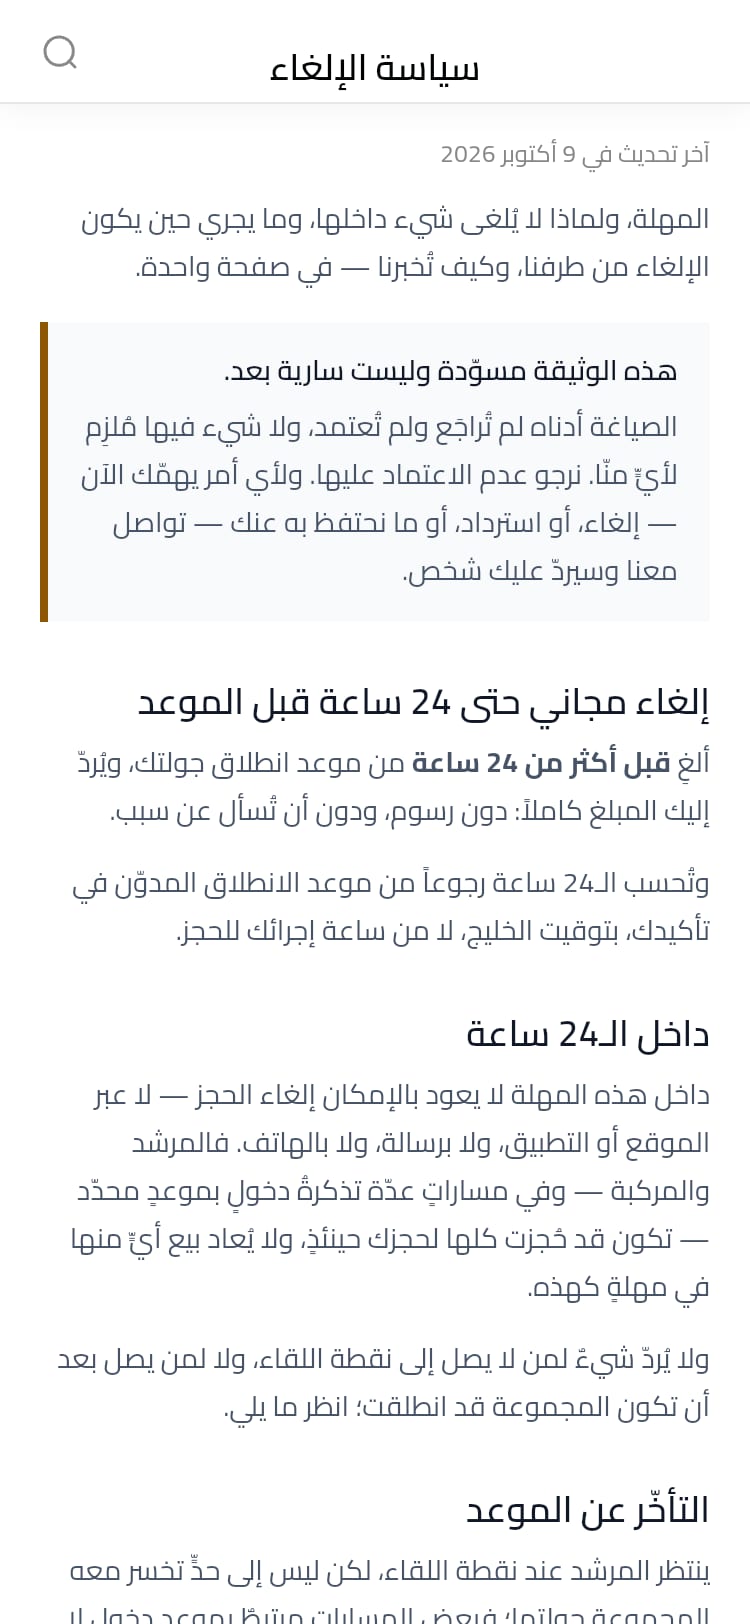 سياسة الإلغاء
آخر تحديث في 9 أكتوبر 2026
المهلة، ولماذا لا يُلغى شيء داخلها، وما يجري حين يكون
الإلغاء من طرفنا، وكيف تُخبرنا — في صفحة واحدة.
هذه الوثيقة مسوّدة وليست سارية بعد.
الصياغة أدناه لم تُراجَع ولم تُعتمد، ولا شيء فيها مُلزِم
لأيٍّ منّا. نرجو عدم الاعتماد عليها. ولأي أمر يهمّك الآن
— إلغاء، أو استرداد، أو ما نحتفظ به عنك — تواصل
معنا وسيردّ عليك شخص.
إلغاء مجاني حتى 24 ساعة قبل الموعد
ألغِ قبل أكثر من 24 ساعة من موعد انطلاق جولتك، ويُردّ
إليك المبلغ كاملاً: دون رسوم، ودون أن تُسأل عن سبب.
وتُحسب الـ24 ساعة رجوعاً من موعد الانطلاق المدوّن في
تأكيدك، بتوقيت الخليج، لا من ساعة إجرائك للحجز.
داخل الـ24 ساعة
داخل هذه المهلة لا يعود بالإمكان إلغاء الحجز — لا عبر
الموقع أو التطبيق، ولا برسالة، ولا بالهاتف. فالمرشد
والمركبة — وفي مساراتٍ عدّة تذكرةُ دخولٍ بموعدٍ محدّد
— تكون قد حُجزت كلها لحجزك حينئذٍ، ولا يُعاد بيع أيٍّ منها
في مهلةٍ كهذه.
ولا يُردّ شيءٌ لمن لا يصل إلى نقطة اللقاء، ولا لمن يصل بعد
أن تكون المجموعة قد انطلقت؛ انظر ما يلي.
التأخّر عن الموعد
ينتظر المرشد عند نقطة اللقاء، لكن ليس إلى حدٍّ تخسر معه
المجموعة جولتها؛ فبعض المسارات مرتبطٌ بموعد دخول لا